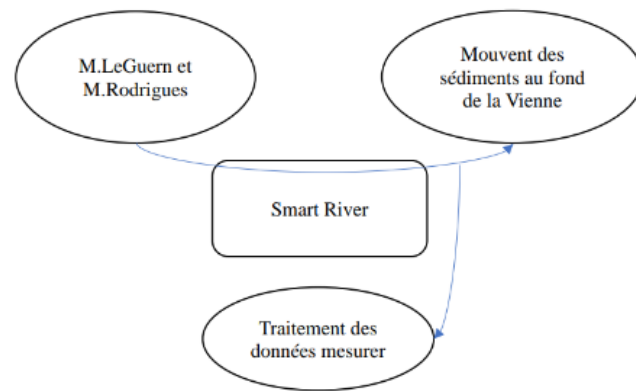 M.LeGuern et
M.Rodrigues
Mouvent des
sédiments au fond
de la Vienne
Smart River
Traitement des
données mesurer